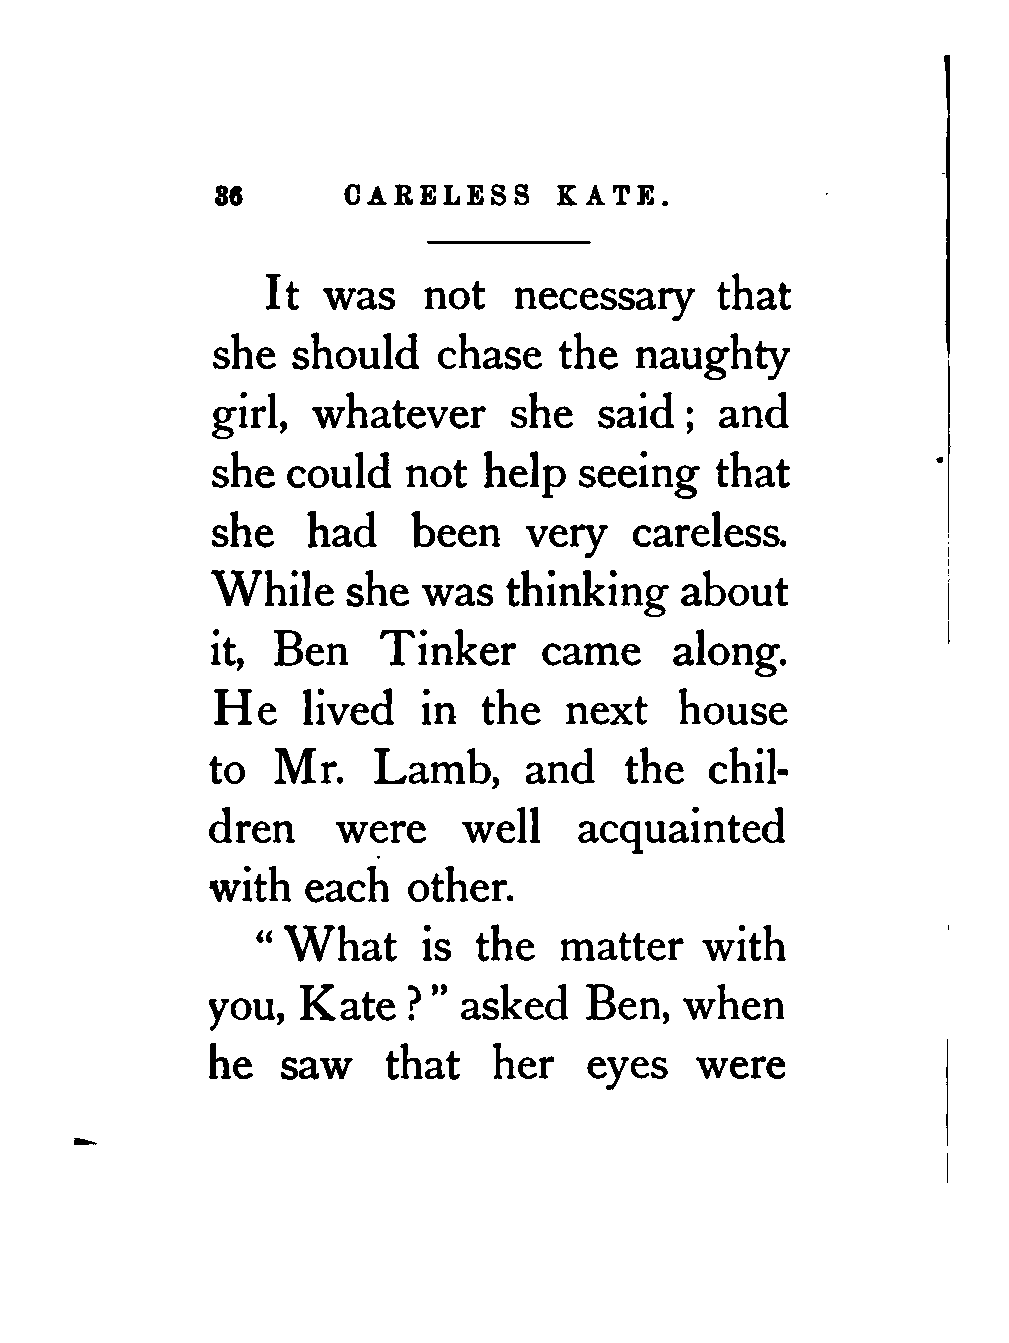 36 CARELESS KATE.
It was not necessary that
she should chase the naughty
girl, whatever she said; and
she could not help seeing that
she had been very careless.
While she was thinking about
it, Ben Tinker came along.
He lived in the next house
to Mr. Lamb, and the chil-
dren were well acquainted
with each other.
"What is the matter with
you, Kate?" asked Ben, when
he saw that her eyes were